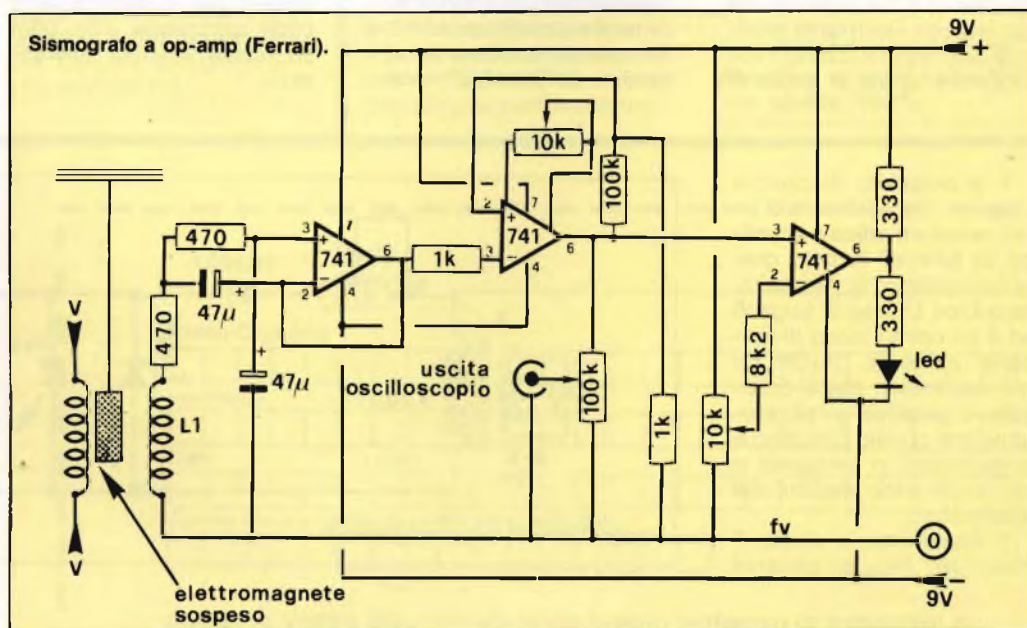 Sismografo a op-amp (Ferrari).
9V
+
10k
100k
330
470
3
+
7
741
6
−
2
4
1k
2
+
7
741
3
−
4
6
3
+
7
741
6
2
−
4
47μ
+
470
+
47μ
uscita
oscilloscopio
100k
1k
10k
8k2
330
led
V
L1
V
fv
0
elettromagnete
sospeso
−
9V